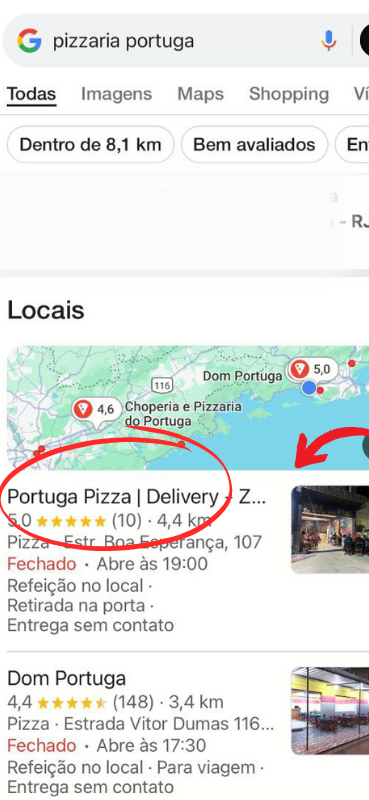 pizzaria portuga
Todas Imagens Maps Shopping
Dentro de 8,1 km Bem avaliados
- RJ
Locais
116
Dom Portuga 5,0
4,6 Choperia e Pizzaria
do Portuga
Portuga Pizza | Delivery - Z...
5,0 (10) · 4,4 km
Pizza · Estr. Boa Esperança, 107
Fechado · Abre às 19:00
Refeição no local ·
Retirada na porta ·
Entrega sem contato
Dom Portuga
4,4 (148) · 3,4 km
Pizza · Estrada Vitor Dumas 116...
Fechado · Abre às 17:30
Refeição no local · Para viagem ·
Entrega sem contato